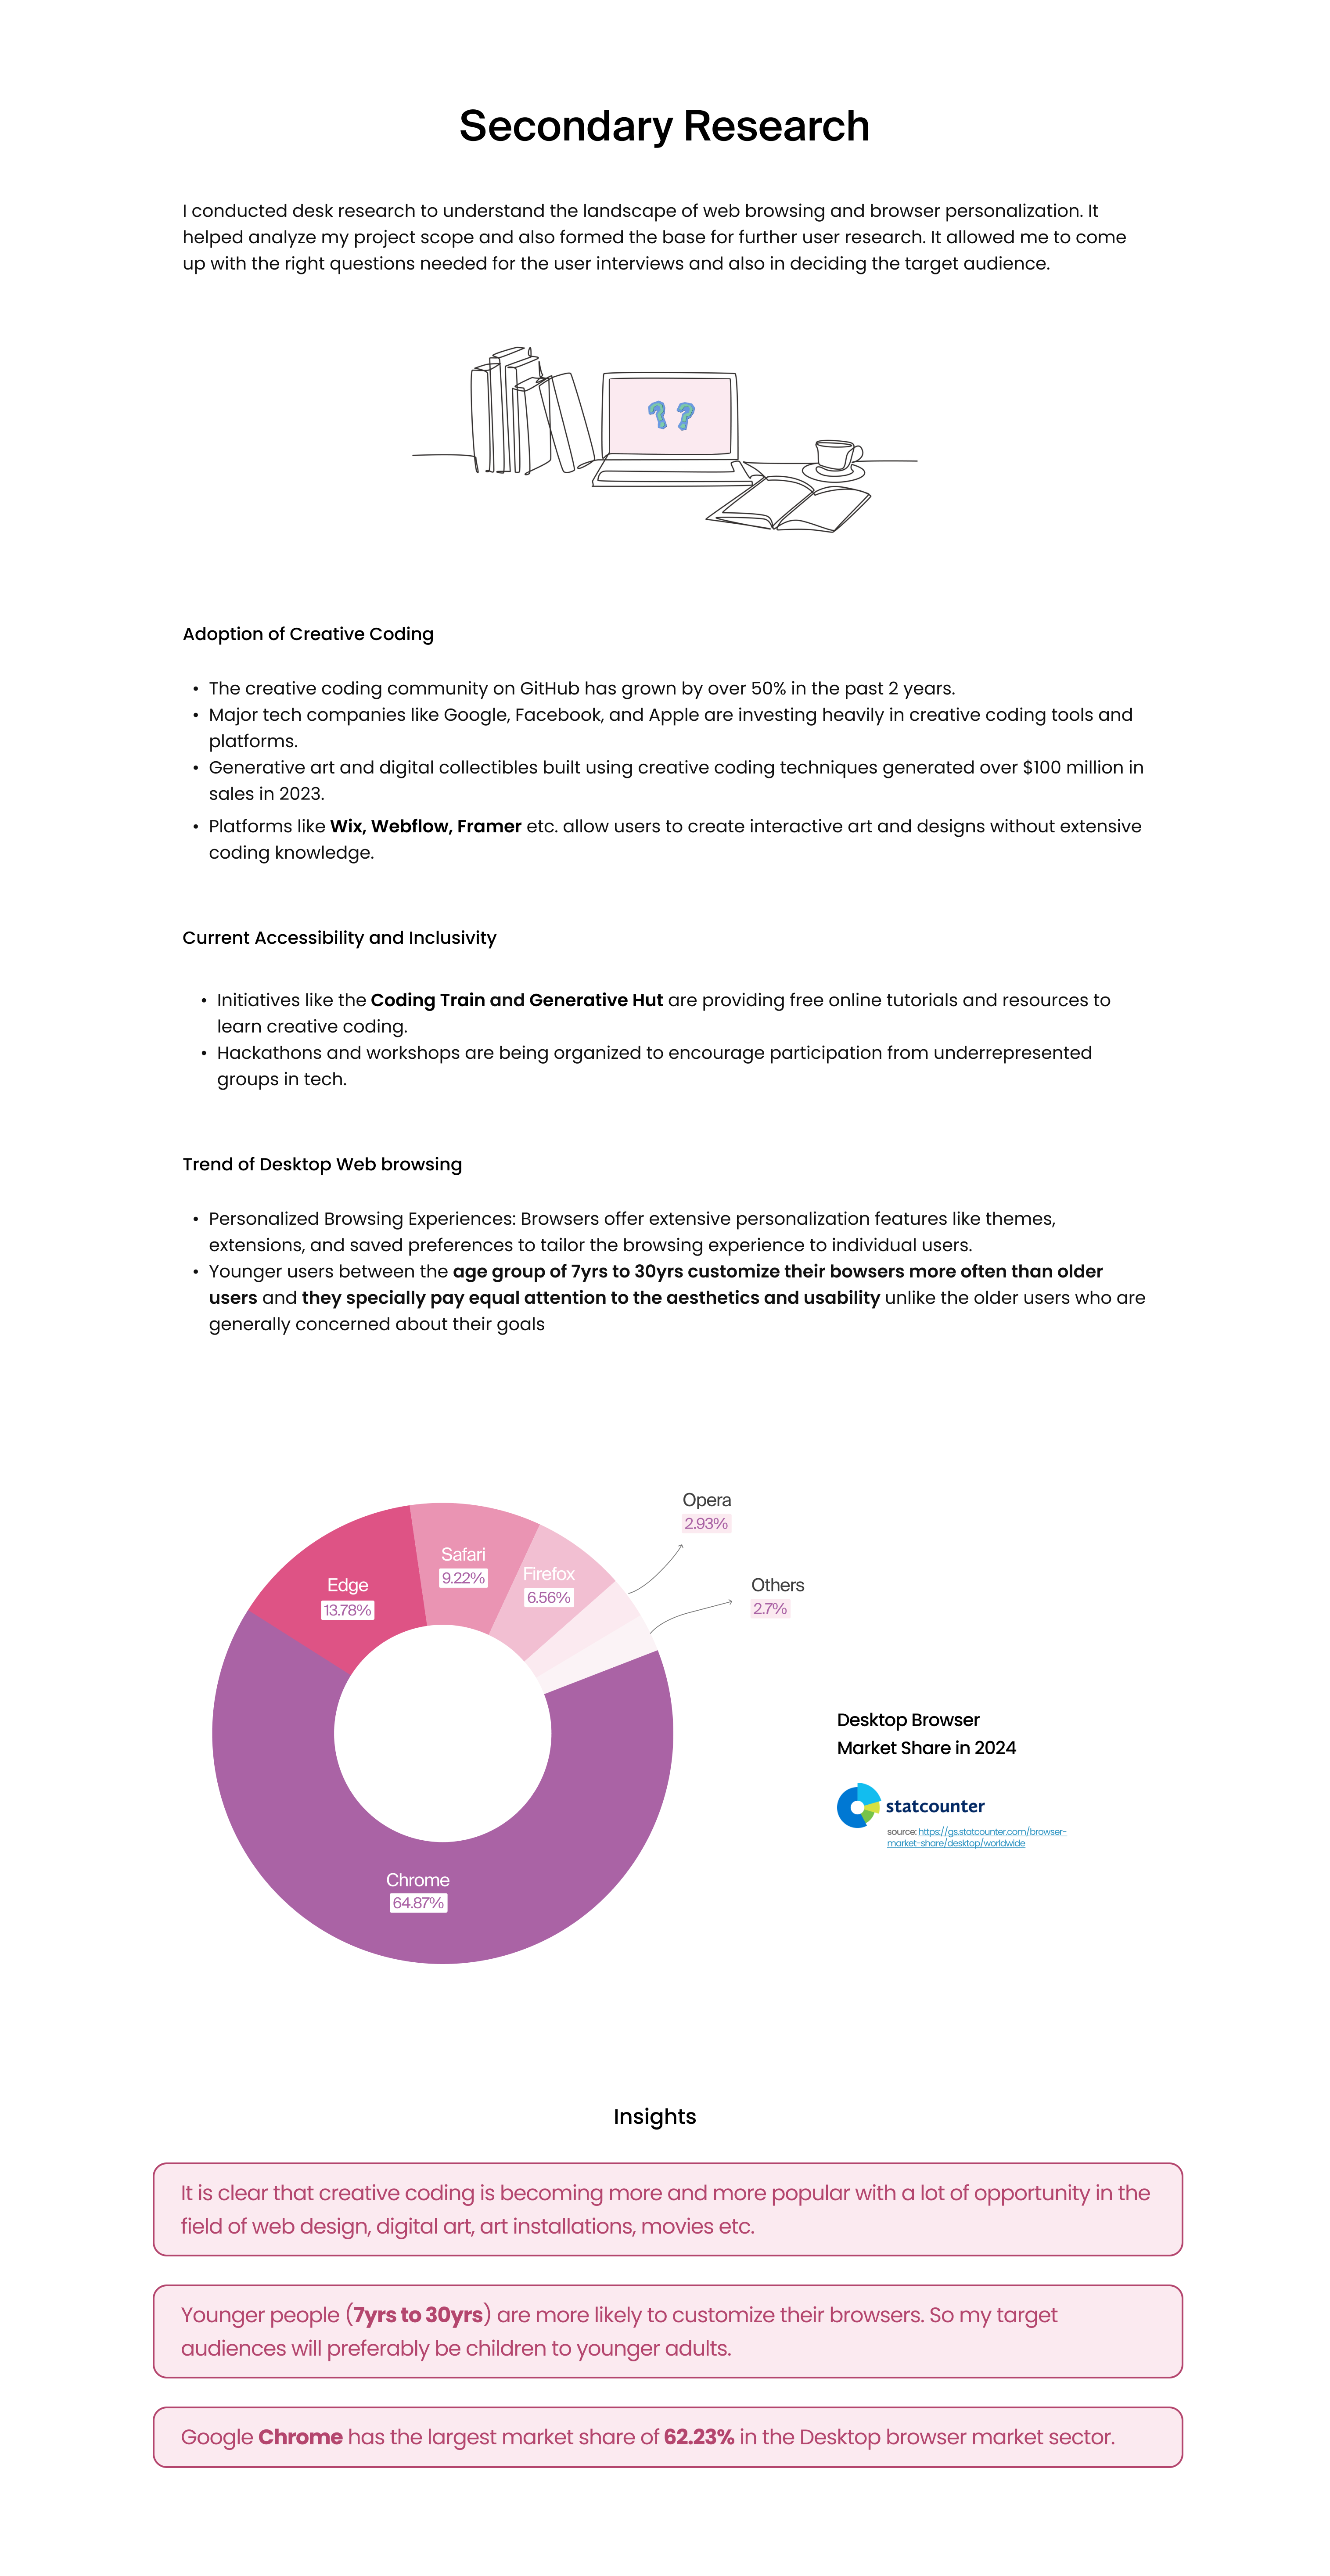 Secondary Research
I conducted desk research to understand the landscape of web browsing and browser personalization. It
helped analyze my project scope and also formed the base for further user research. It allowed me to come
up with the right questions needed for the user interviews and also in deciding the target audience.
??
Adoption of Creative Coding
• The creative coding community on GitHub has grown by over 50% in the past 2 years.
• Major tech companies like Google, Facebook, and Apple are investing heavily in creative coding tools and
platforms.
• Generative art and digital collectibles built using creative coding techniques generated over $100 million in
sales in 2023.
• Platforms like Wix, Webflow, Framer etc. allow users to create interactive art and designs without extensive
coding knowledge.
Current Accessibility and Inclusivity
• Initiatives like the Coding Train and Generative Hut are providing free online tutorials and resources to
learn creative coding.
• Hackathons and workshops are being organized to encourage participation from underrepresented
groups in tech.
Trend of Desktop Web browsing
• Personalized Browsing Experiences: Browsers offer extensive personalization features like themes,
extensions, and saved preferences to tailor the browsing experience to individual users.
• Younger users between the age group of 7yrs to 30yrs customize their bowsers more often than older
users and they specially pay equal attention to the aesthetics and usability unlike the older users who are
generally concerned about their goals
Opera
2.93%
Safari
9.22%
Firefox
6.56%
Edge
13.78%
Others
2.7%
Chrome
64.87%
Desktop Browser
Market Share in 2024
statcounter
source: https://gs.statcounter.com/browser-
market-share/desktop/worldwide
Insights
It is clear that creative coding is becoming more and more popular with a lot of opportunity in the
field of web design, digital art, art installations, movies etc.
Younger people (7yrs to 30yrs) are more likely to customize their browsers. So my target
audiences will preferably be children to younger adults.
Google Chrome has the largest market share of 62.23% in the Desktop browser market sector.